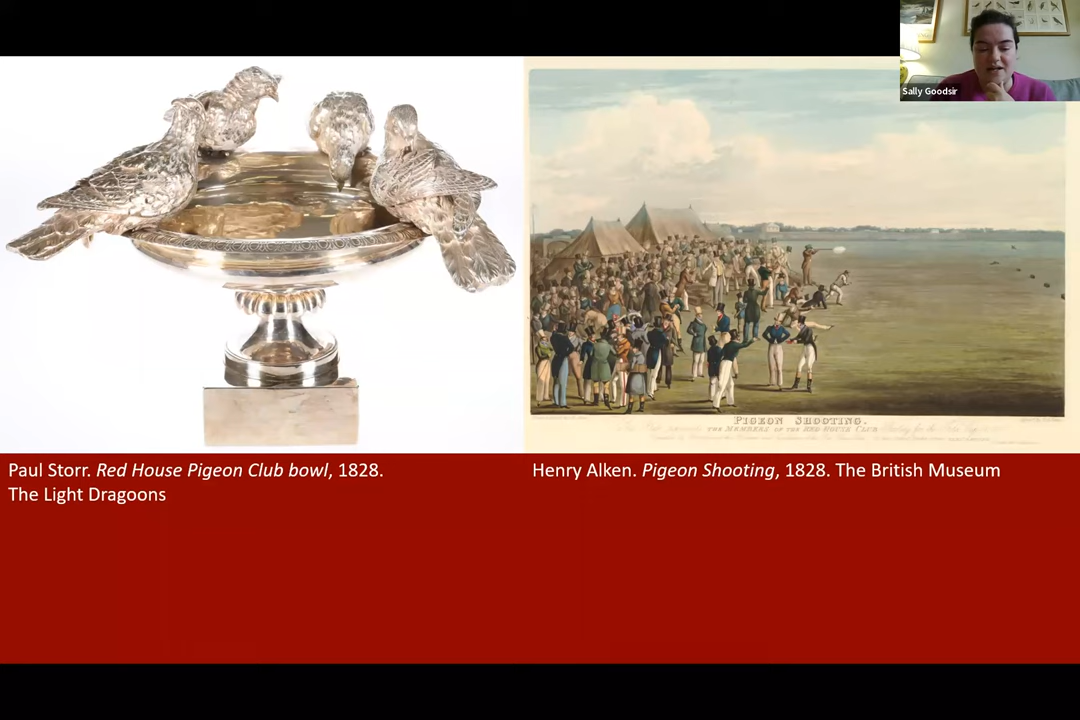 Sally Goodsir
PIGEON SHOOTING.
THE MEMBERS OF THE RED HOUSE CLUB
Paul Storr. Red House Pigeon Club bowl, 1828.
The Light Dragoons
Henry Alken. Pigeon Shooting, 1828. The British Museum